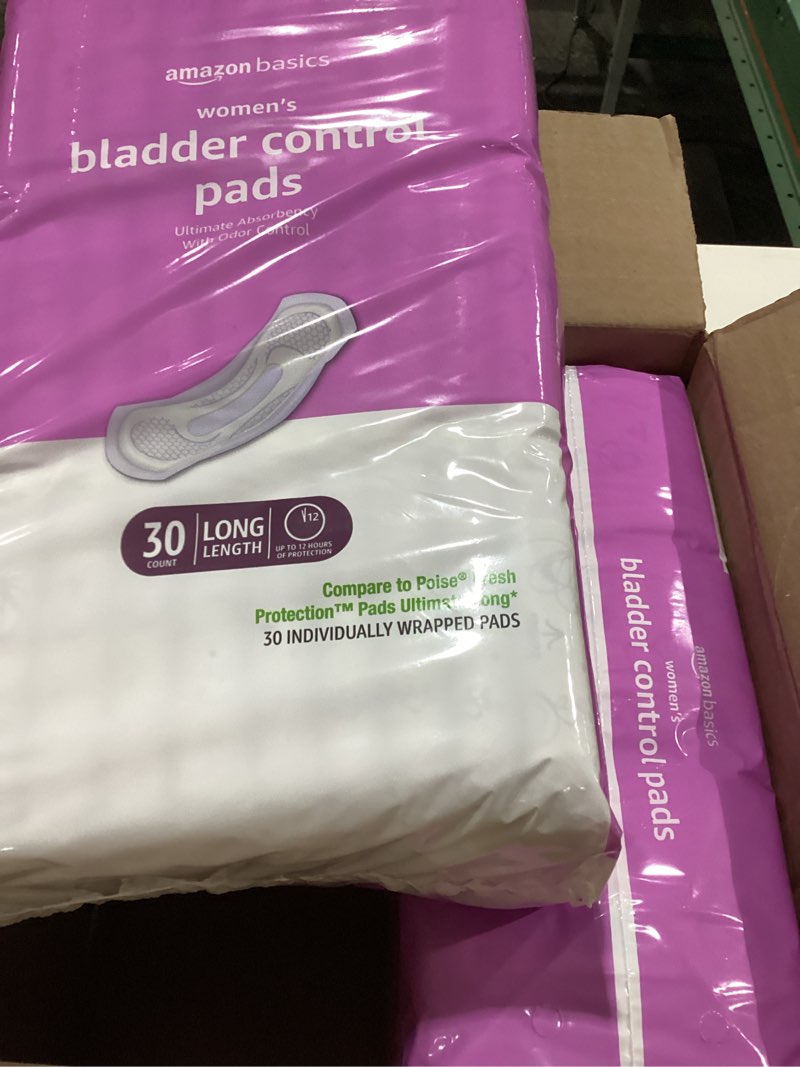 amazon basics
women's
bladder control
pads
Ultimate Absorbency
With Odor Control
30
COUNT
LONG
LENGTH
12
UP TO 12 HOURS
OF PROTECTION
Compare to Poise®
Protection™ Pads
30 INDIVIDUALLY WRAPPED PADS
amazon basics
women's
bladder control pads